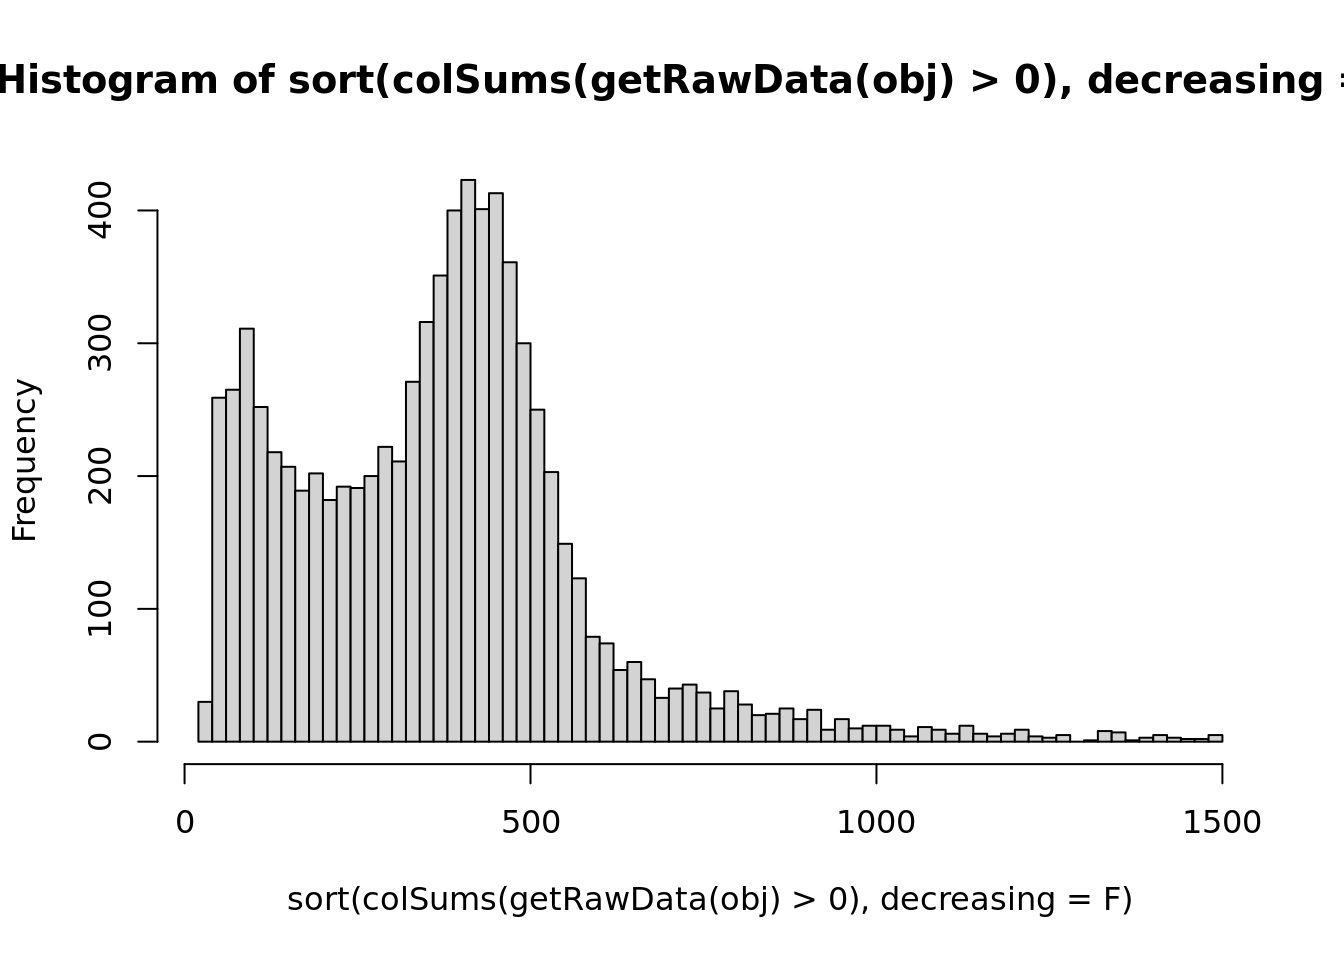 Histogram of sort(colSums(getRawData(obj) > 0), decreasing =
Frequency
400
300
200
100
0
0 500 1000 1500
sort(colSums(getRawData(obj) > 0), decreasing = F)